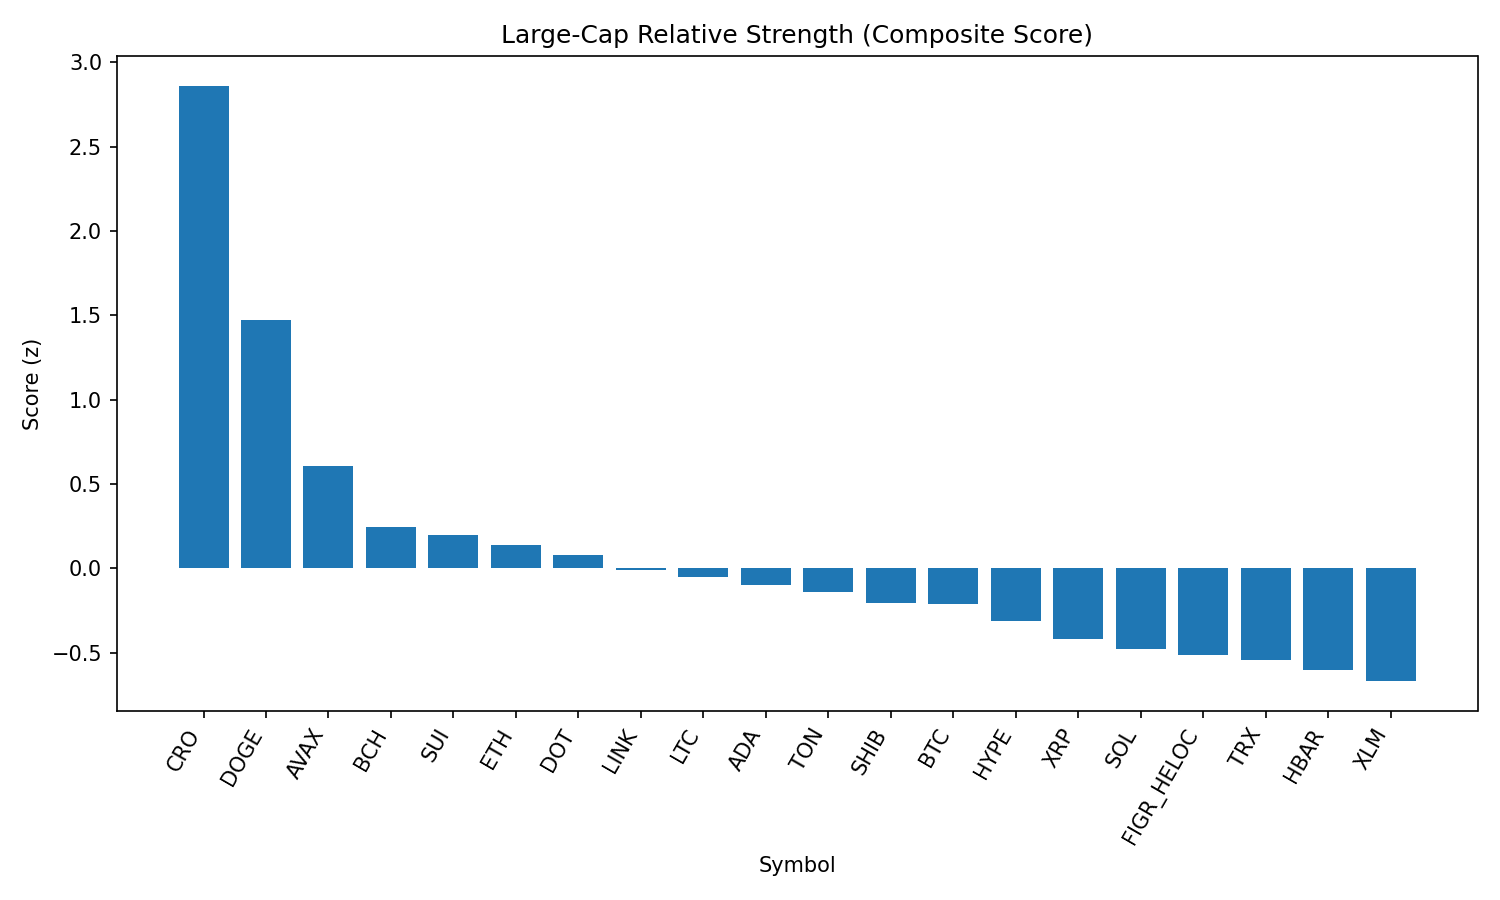 Large-Cap Relative Strength (Composite Score)
3.0
2.5
2.0
1.5
1.0
0.5
0.0
−0.5
Score (z)
CRO
DOGE
AVAX
BCH
SUI
ETH
DOT
LINK
LTC
ADA
TON
SHIB
BTC
HYPE
XRP
SOL
FIGR_HELOC
TRX
HBAR
XLM
Symbol